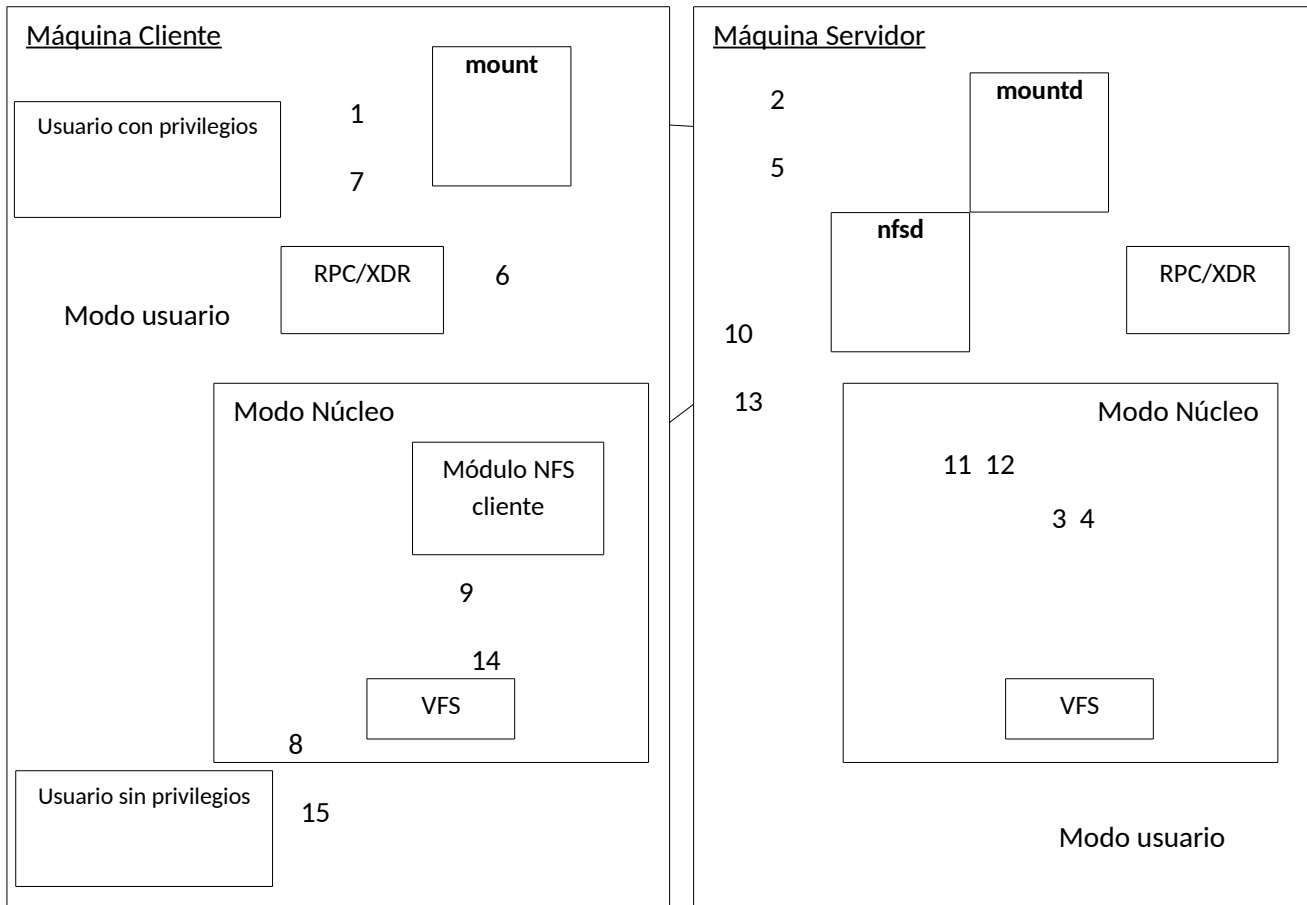 Máquina Cliente
mount
1
Usuario con privilegios
7
RPC/XDR
6
Modo usuario
Modo Núcleo
Módulo NFS
cliente
9
14
VFS
8
Usuario sin privilegios
15
Máquina Servidor
mountd
2
5
nfsd
RPC/XDR
10
13
Modo Núcleo
11 12
3 4
VFS
Modo usuario